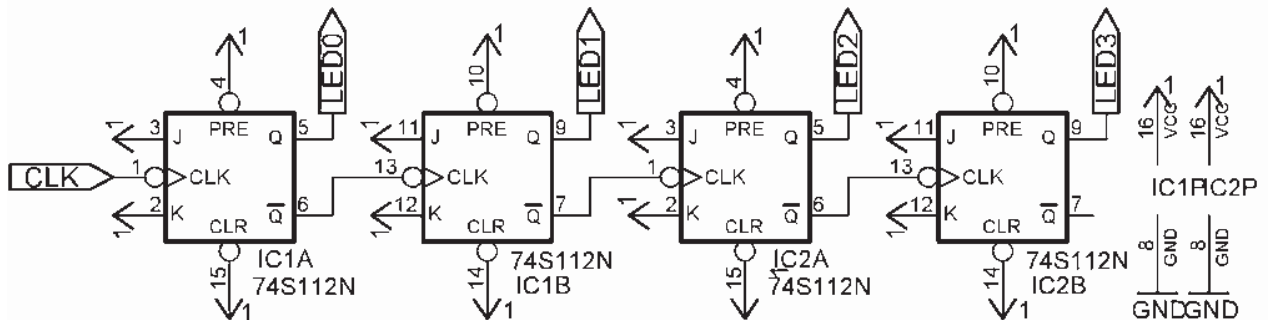 1 1 1 1
LED0 LED1 LED2 LED3
4 10 4 10 1 1
16 VCC 16 VCC
1 3 J PRE Q 5 1 11 J PRE Q 9 1 3 J PRE Q 5 1 11 J PRE Q 9
CLK 1 CLK 13 CLK 1 CLK 13 CLK
IC1P IC2P
1 2 K CLR Q 6 1 12 K CLR Q 7 1 2 K CLR Q 6 1 12 K CLR Q 7
8 GND 8 GND
15 IC1A 14 74S112N 15 IC2A 14 74S112N
74S112N IC1B 74S112N IC2B
1 1 1 1
GND GND